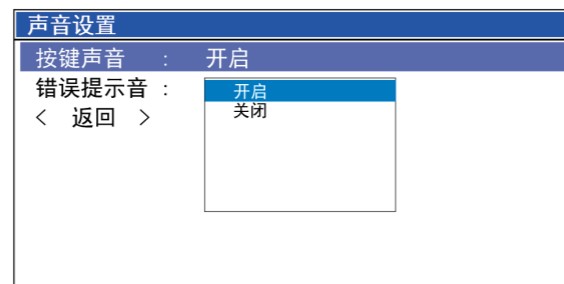 声音设置
按键声音 : 开启
错误提示音 :
开启
关闭
< 返回 >